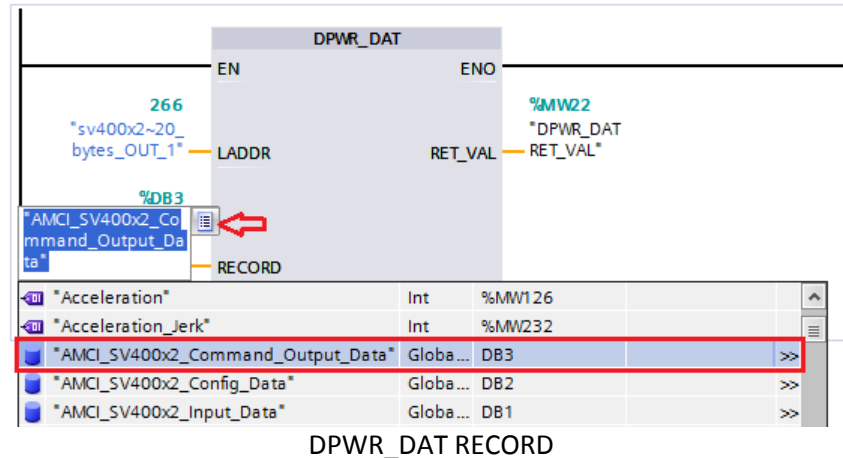 DPWR_DAT
EN ENO
266 %MW22
"sv400x2~20_ "DPWR_DAT
bytes_OUT_1" LADDR RET_VAL RET_VAL"
%DB3
"AMCI_SV400x2_Co
mmand_Output_Da
ta"
RECORD
"Acceleration" Int %MW126
"Acceleration_Jerk" Int %MW232
"AMCI_SV400x2_Command_Output_Data" Globa... DB3 >>
"AMCI_SV400x2_Config_Data" Globa... DB2 >>
"AMCI_SV400x2_Input_Data" Globa... DB1 >>
DPWR_DAT RECORD